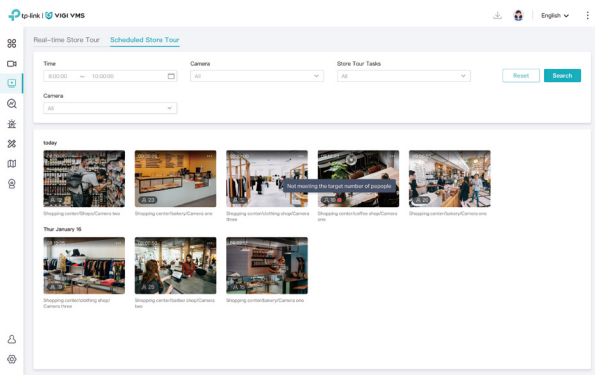 tp-link | VIGI VMS
English
Real-time Store Tour Scheduled Store Tour
Time Camera Store Tour Tasks
8:00:00 ~ 10:00:00 All All Reset Search
Camera
All
today
Not meeting the target number of pepople
23 10 20
Shopping center/Shops/Camera two Shopping center/bakery/Camera one Shopping center/clothing shop/Camera three Shopping center/coffee shop/Camera one Shopping center/bakery/Camera one
Thur January 16
25
Shopping center/clothing shop/Camera three Shopping center/barber shop/Camera two Shopping center/bakery/Camera one